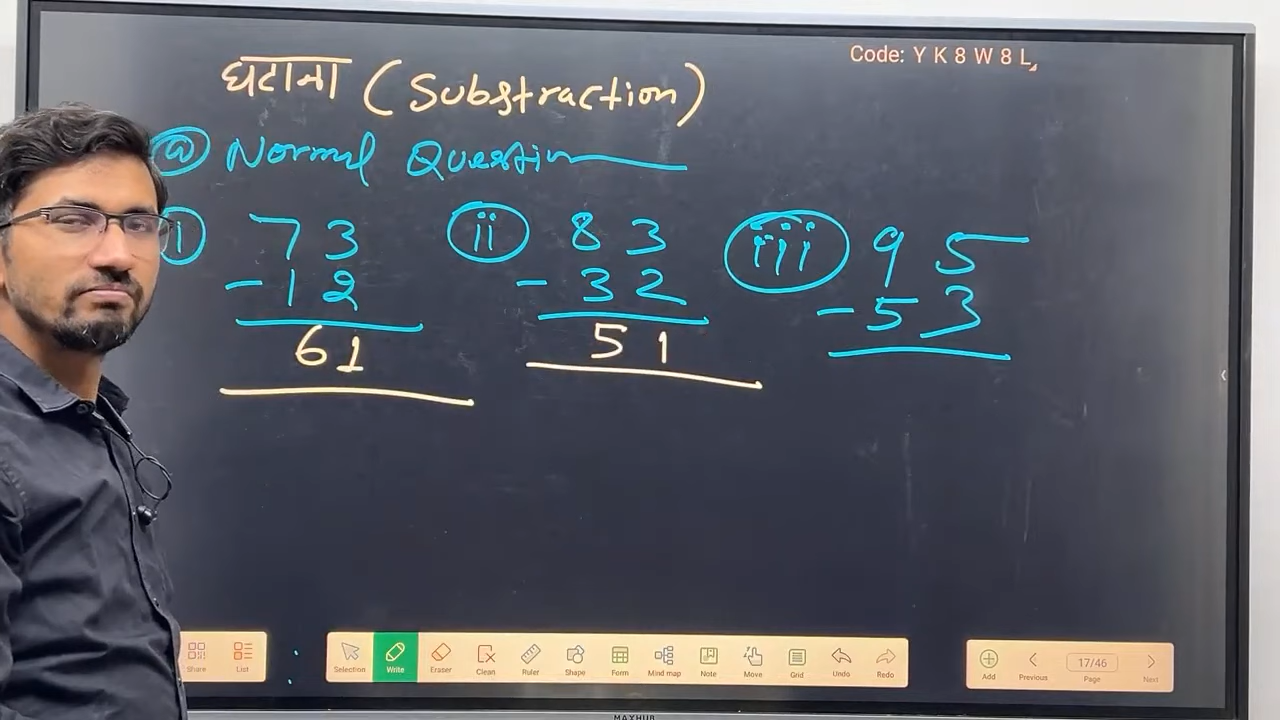 Code: Y K 8 W 8 L
घटाना (Substraction)
a Normal Question
i 73 ii 83 iii 95
-12 -32 -53
61 51
Share List Selection Write Eraser Clean Ruler Shape Form Mind map Note Move Grid Undo Redo Add Previous 17/46 Page Next
MAXHUB